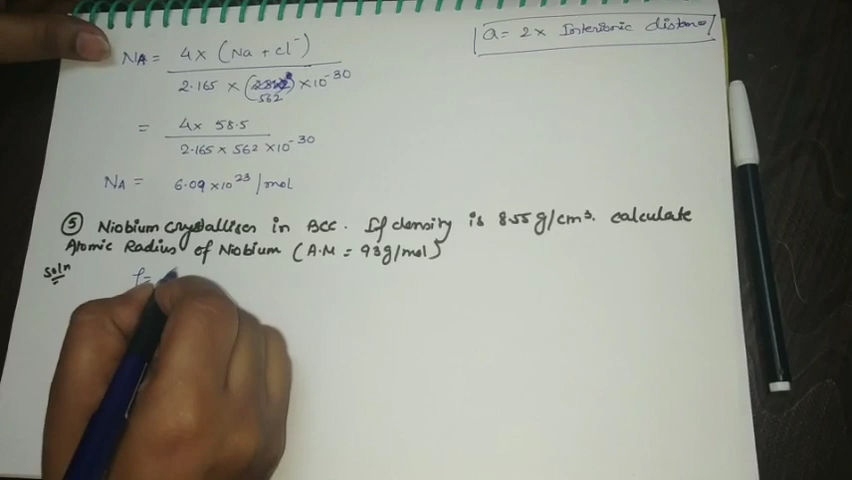 a = 2 x Interionic distance
NA = 4 x (Na + Cl⁻)
2.165 x ( ) x 10⁻³⁰
562
= 4 x 58.5
2.165 x 562 x 10⁻³⁰
NA = 6.09 x 10²³ / mol
⑤ Niobium crystallises in BCC. If density is 8.55 g/cm³. calculate
Atomic Radius of Niobium (A.M = 93g/mol)
Soln
ρ =